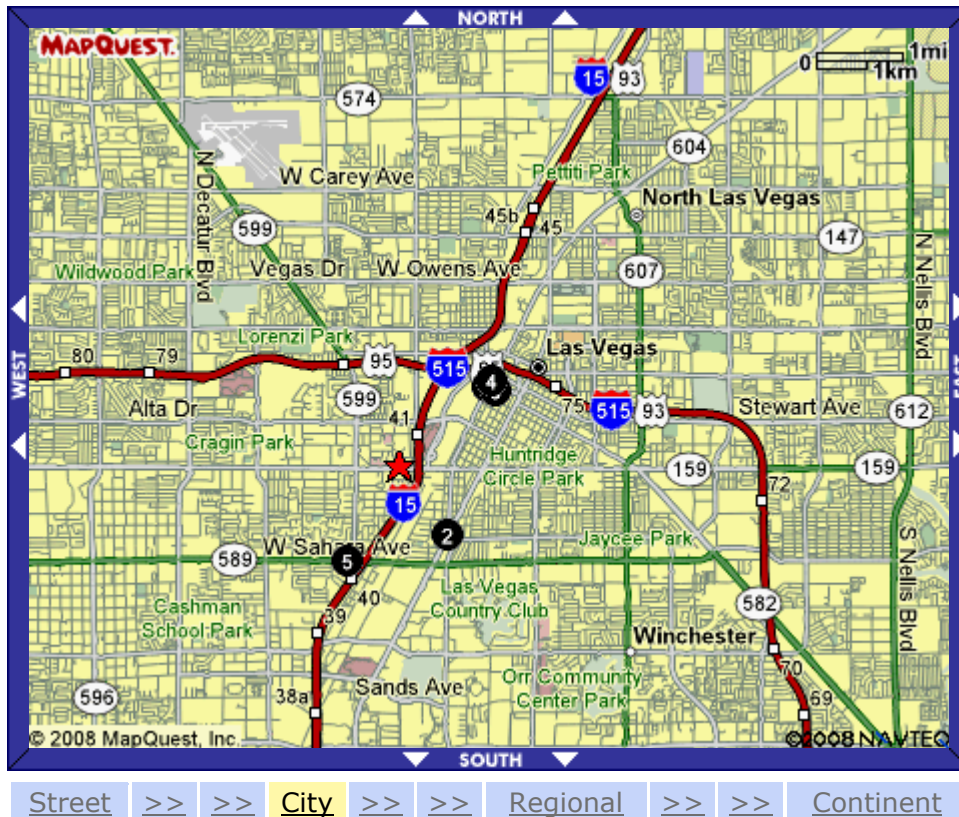 NORTH
MAPQUEST.
15
93
0
1mi
1km
574
604
W Carey Ave
Pettiti Park
N Decatur Blvd
North Las Vegas
45b
45
599
147
Wildwood Park
Vegas Dr
W Owens Ave
607
N Nellis Blvd
Lorenzi Park
WEST
EAST
80
79
95
515
Las Vegas
4
599
75
515
93
Stewart Ave
612
Alta Dr
41
Cragin Park
Huntridge
Circle Park
159
159
72
15
2
W Sahara Ave
Jaycee Park
589
5
S Nellis Blvd
40
Las Vegas
Country Club
582
Cashman
School Park
39
Winchester
70
Sands Ave
Orr Community
Center Park
596
38a
69
© 2008 MapQuest, Inc.
©2008 NAVTEQ
SOUTH
Street >> >> City >> >> Regional >> >> Continent